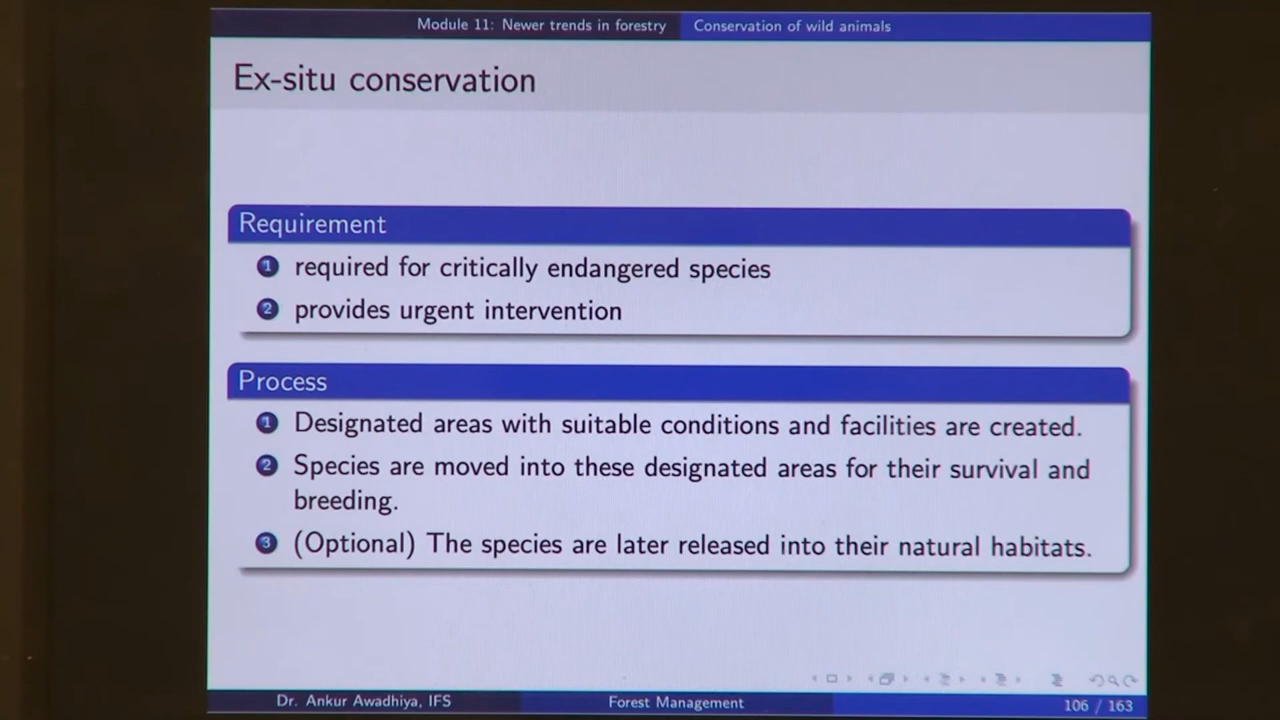 Module 11: Newer trends in forestry Conservation of wild animals
Ex-situ conservation
Requirement
1 required for critically endangered species
2 provides urgent intervention
Process
1 Designated areas with suitable conditions and facilities are created.
2 Species are moved into these designated areas for their survival and
breeding.
3 (Optional) The species are later released into their natural habitats.
Dr. Ankur Awadhiya, IFS Forest Management 106 / 163